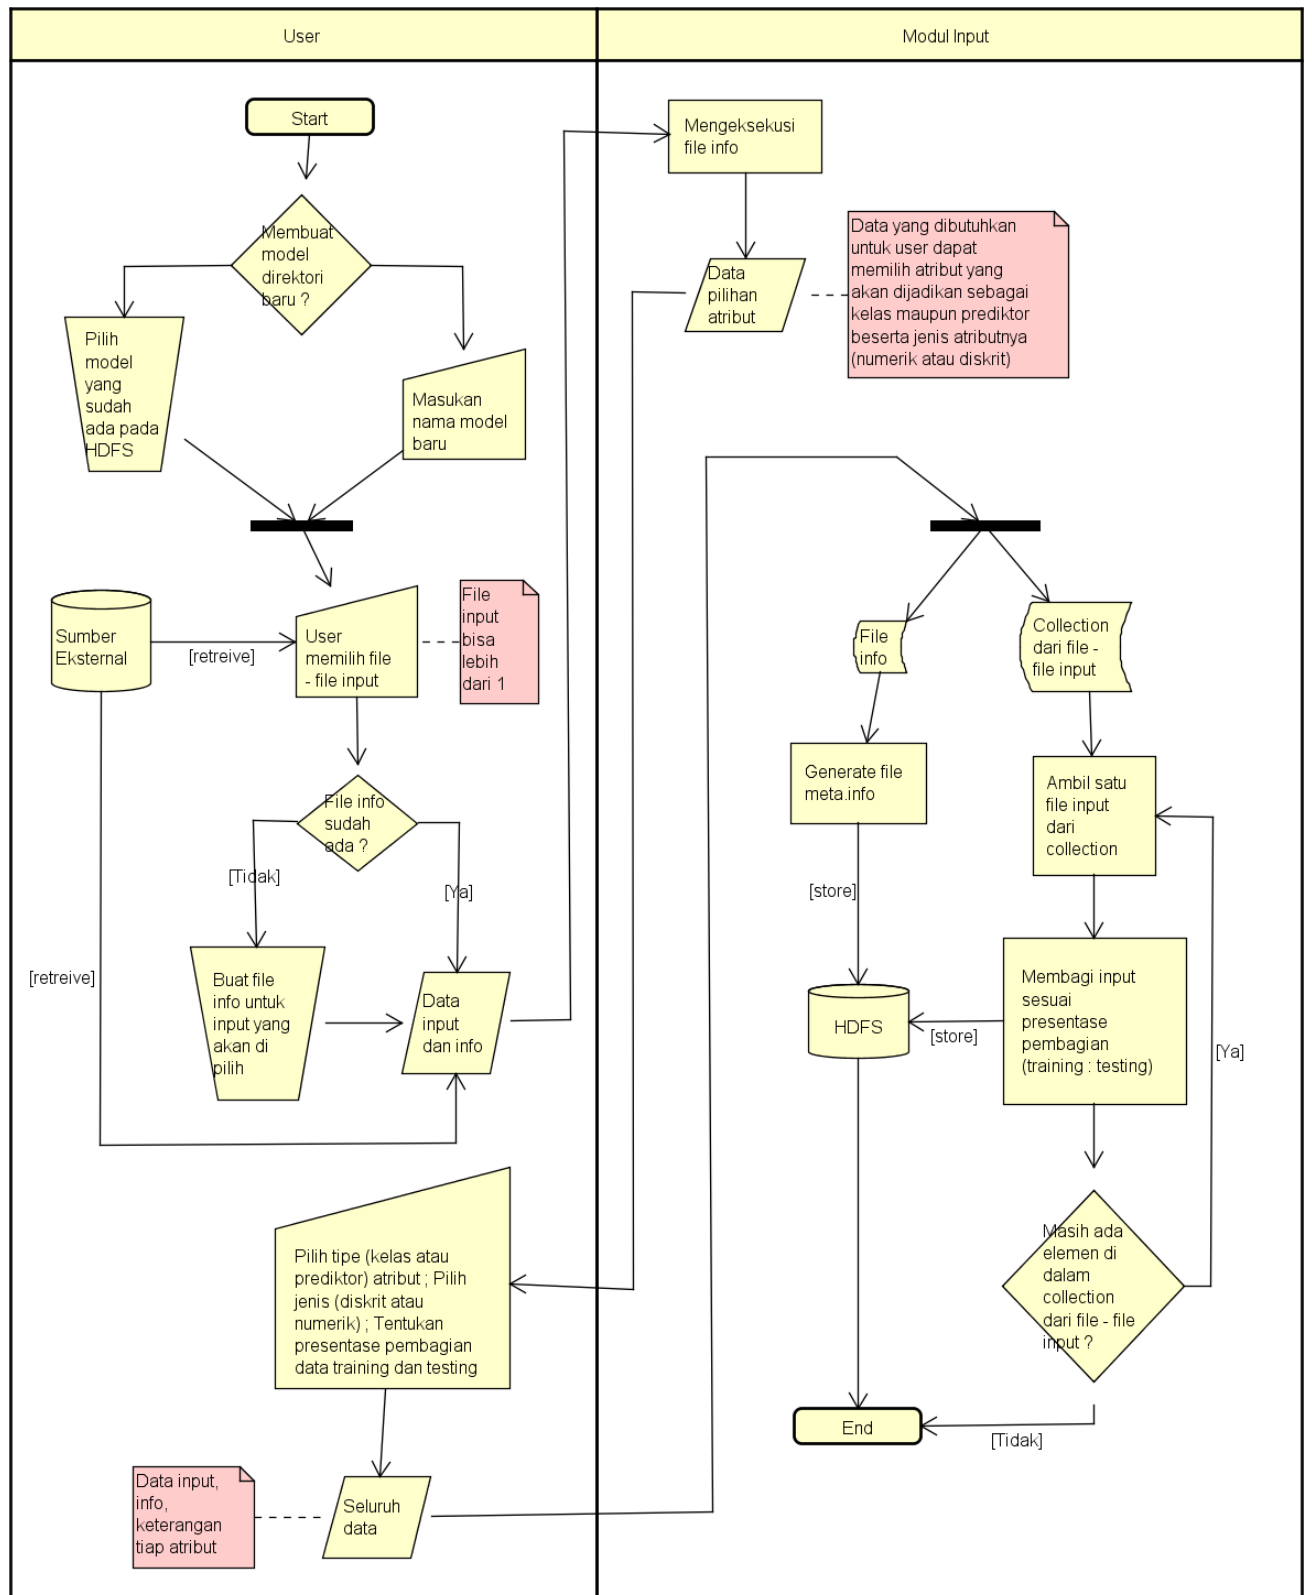 User
Modul Input
Start
Membuat
model
direktori
baru ?
Pilih
model
yang
sudah
ada pada
HDFS
Masukan
nama model
baru
Sumber
Eksternal
[retreive]
User
memilih file
- file input
File
input
bisa
lebih
dari 1
File info
sudah
ada ?
[Tidak]
[Ya]
[retreive]
Buat file
info untuk
input yang
akan di
pilih
Data
input
dan info
Pilih tipe (kelas atau
prediktor) atribut ; Pilih
jenis (diskrit atau
numerik) ; Tentukan
presentase pembagian
data training dan testing
Data input,
info,
keterangan
tiap atribut
Seluruh
data
Mengeksekusi
file info
Data
pilihan
atribut
Data yang dibutuhkan
untuk user dapat
memilih atribut yang
akan dijadikan sebagai
kelas maupun prediktor
beserta jenis atributnya
(numerik atau diskrit)
File
info
Collection
dari file -
file input
Generate file
meta.info
Ambil satu
file input
dari
collection
[store]
HDFS
[store]
Membagi input
sesuai
presentase
pembagian
(training : testing)
[Ya]
Masih ada
elemen di
dalam
collection
dari file - file
input ?
End
[Tidak]